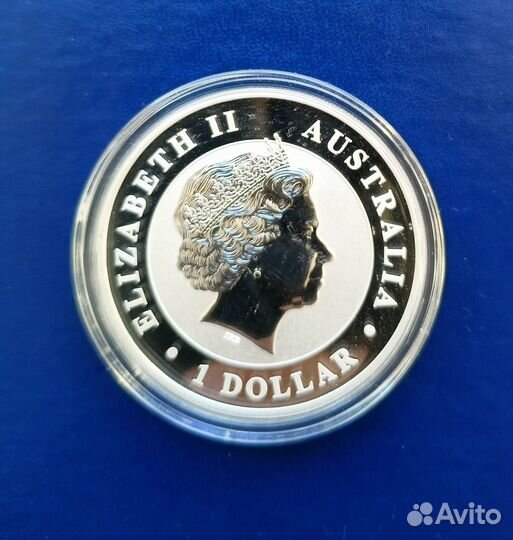 ELIZABETH II AUSTRALIA
• 1 DOLLAR •
Avito